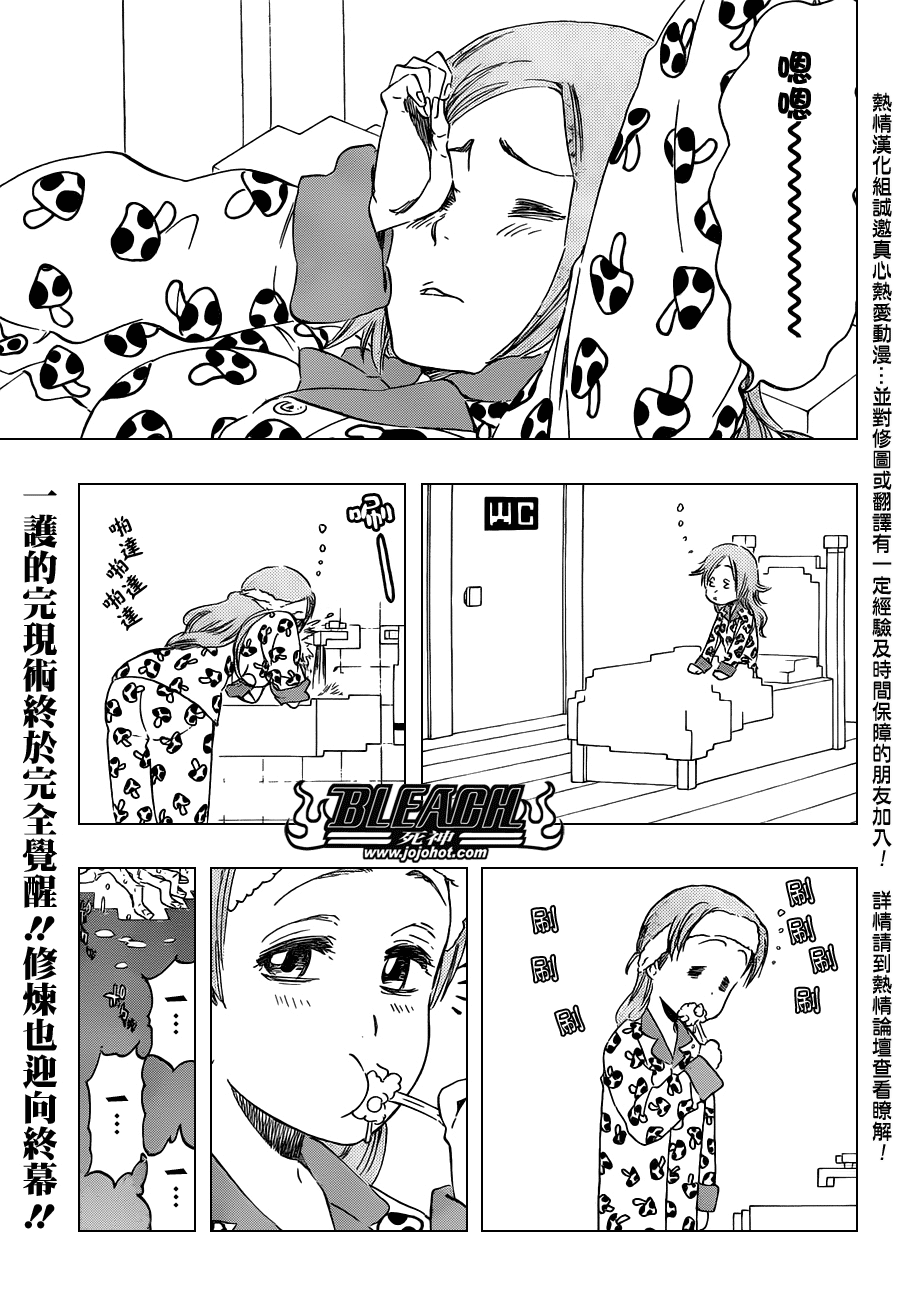 熱情漢化組誠邀真心熱愛動漫…並對修圖或翻譯有一定經驗及時間保障的朋友加入！ 詳情請到熱情論壇查看瞭解！
嗯嗯～～～～～～
WC
唰—
啪達
啪達
啪達
BLEACH
死神
www.jojohot.com
刷
刷
刷
刷
刷
刷
刷
一…
一…
一護的完現術終於完全覺醒!!修煉也迎向終幕!!